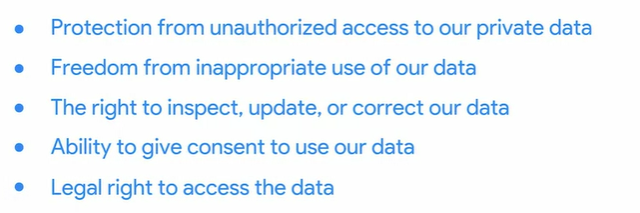 • Protection from unauthorized access to our private data
• Freedom from inappropriate use of our data
• The right to inspect, update, or correct our data
• Ability to give consent to use our data
• Legal right to access the data